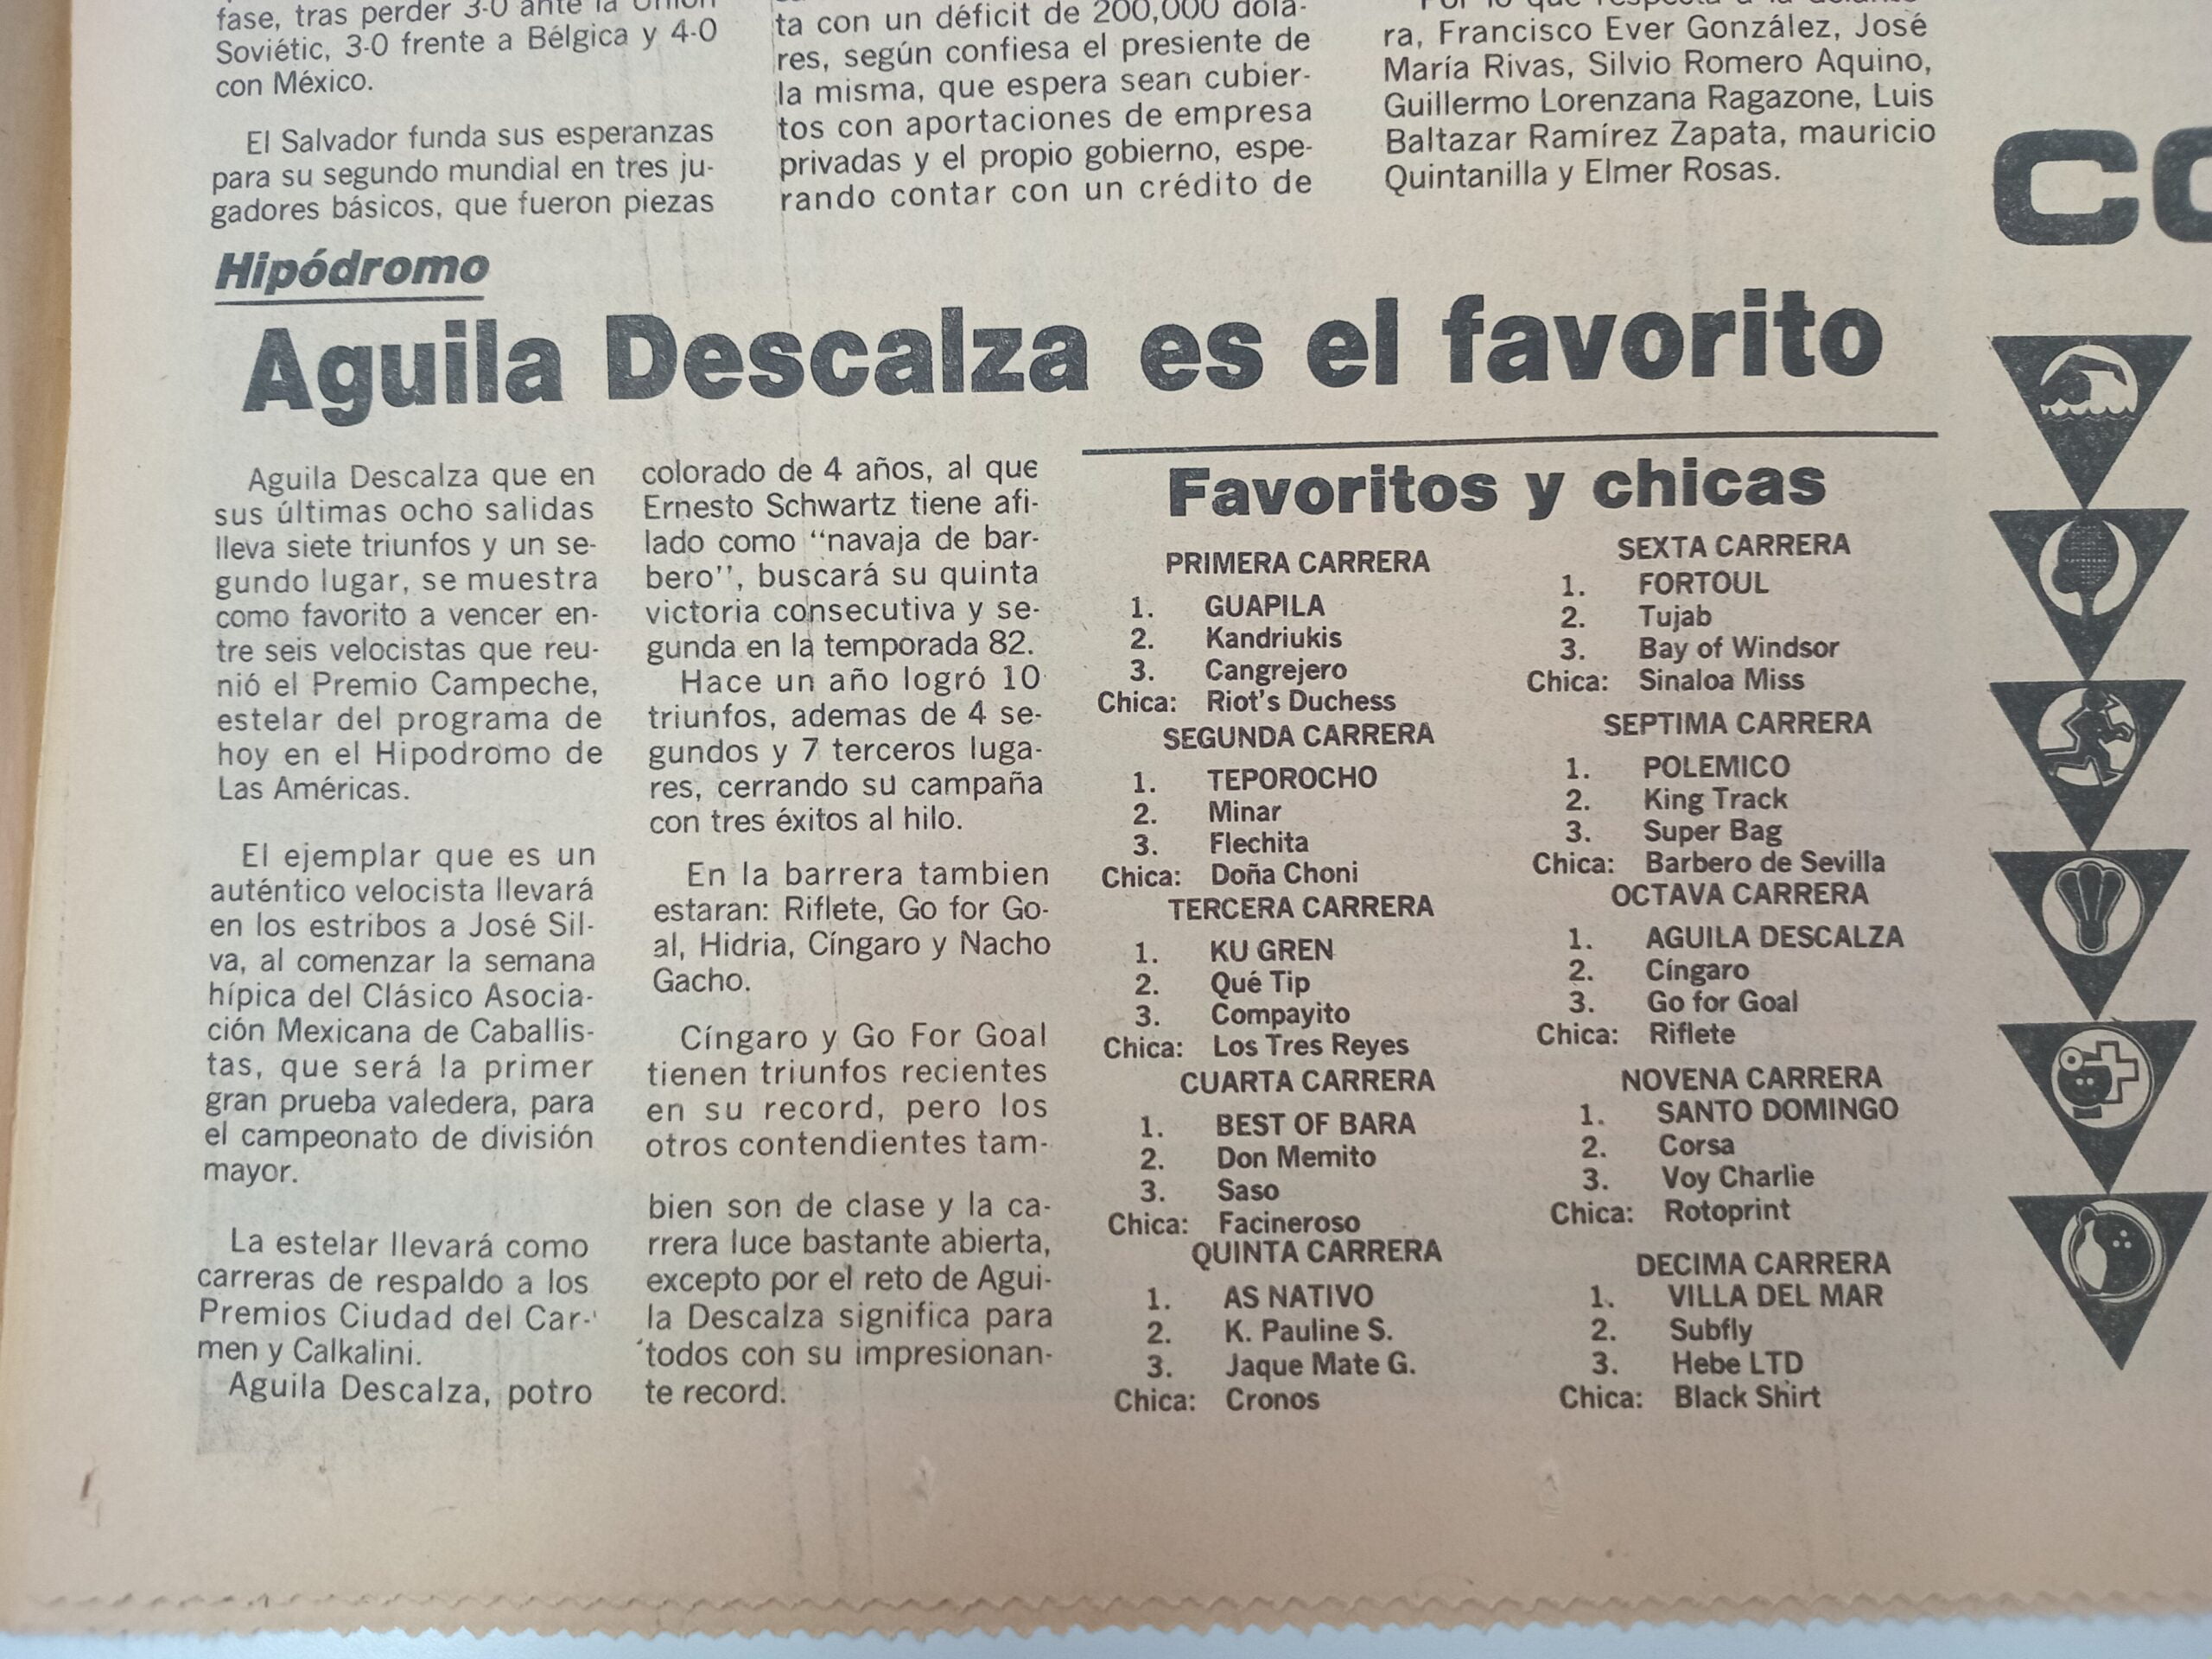 fase, tras perder 3-0 ante la Unión
Soviétic, 3-0 frente a Bélgica y 4-0
con México.
El Salvador funda sus esperanzas
para su segundo mundial en tres ju-
gadores básicos, que fueron piezas
ta con un déficit de 200,000 dóla-
res, según confiesa el presiente de
la misma, que espera sean cubier-
tos con aportaciones de empresa
privadas y el propio gobierno, espe-
rando contar con un crédito de
Por lo que respecta a la delante-
ra, Francisco Ever González, José
María Rivas, Silvio Romero Aquino,
Guillermo Lorenzana Ragazone, Luis
Baltazar Ramírez Zapata, mauricio
Quintanilla y Elmer Rosas.
Hipódromo
Aguila Descalza es el favorito
Aguila Descalza que en
sus últimas ocho salidas
lleva siete triunfos y un se-
gundo lugar, se muestra
como favorito a vencer en-
tre seis velocistas que reu-
nió el Premio Campeche,
estelar del programa de
hoy en el Hipodromo de
Las Américas.
El ejemplar que es un
auténtico velocista llevará
en los estribos a José Sil-
va, al comenzar la semana
hípica del Clásico Asocia-
ción Mexicana de Caballis-
tas, que será la primer
gran prueba valedera, para
el campeonato de división
mayor.
La estelar llevará como
carreras de respaldo a los
Premios Ciudad del Car-
men y Calkalini.
Aguila Descalza, potro
colorado de 4 años, al que
Ernesto Schwartz tiene afi-
lado como "navaja de bar-
bero", buscará su quinta
victoria consecutiva y se-
gunda en la temporada 82.
Hace un año logró 10
triunfos, ademas de 4 se-
gundos y 7 terceros luga-
res, cerrando su campaña
con tres éxitos al hilo.
En la barrera tambien
estaran: Riflete, Go for Go-
al, Hidria, Cíngaro y Nacho
Gacho.
Cíngaro y Go For Goal
tienen triunfos recientes
en su record, pero los
otros contendientes tam-
bien son de clase y la ca-
rrera luce bastante abierta,
excepto por el reto de Agui-
la Descalza significa para
todos con su impresionan-
te record.
Favoritos y chicas
PRIMERA CARRERA
1. GUAPILA
2. Kandriukis
3. Cangrejero
Chica: Riot's Duchess
SEGUNDA CARRERA
1. TEPOROCHO
2. Minar
3. Flechita
Chica: Doña Choni
TERCERA CARRERA
1. KU GREN
2. Qué Tip
3. Compayito
Chica: Los Tres Reyes
CUARTA CARRERA
1. BEST OF BARA
2. Don Memito
3. Saso
Chica: Facineroso
QUINTA CARRERA
1. AS NATIVO
2. K. Pauline S.
3. Jaque Mate G.
Chica: Cronos
SEXTA CARRERA
1. FORTOUL
2. Tujab
3. Bay of Windsor
Chica: Sinaloa Miss
SEPTIMA CARRERA
1. POLEMICO
2. King Track
3. Super Bag
Chica: Barbero de Sevilla
OCTAVA CARRERA
1. AGUILA DESCALZA
2. Cíngaro
3. Go for Goal
Chica: Riflete
NOVENA CARRERA
1. SANTO DOMINGO
2. Corsa
3. Voy Charlie
Chica: Rotoprint
DECIMA CARRERA
1. VILLA DEL MAR
2. Subfly
3. Hebe LTD
Chica: Black Shirt